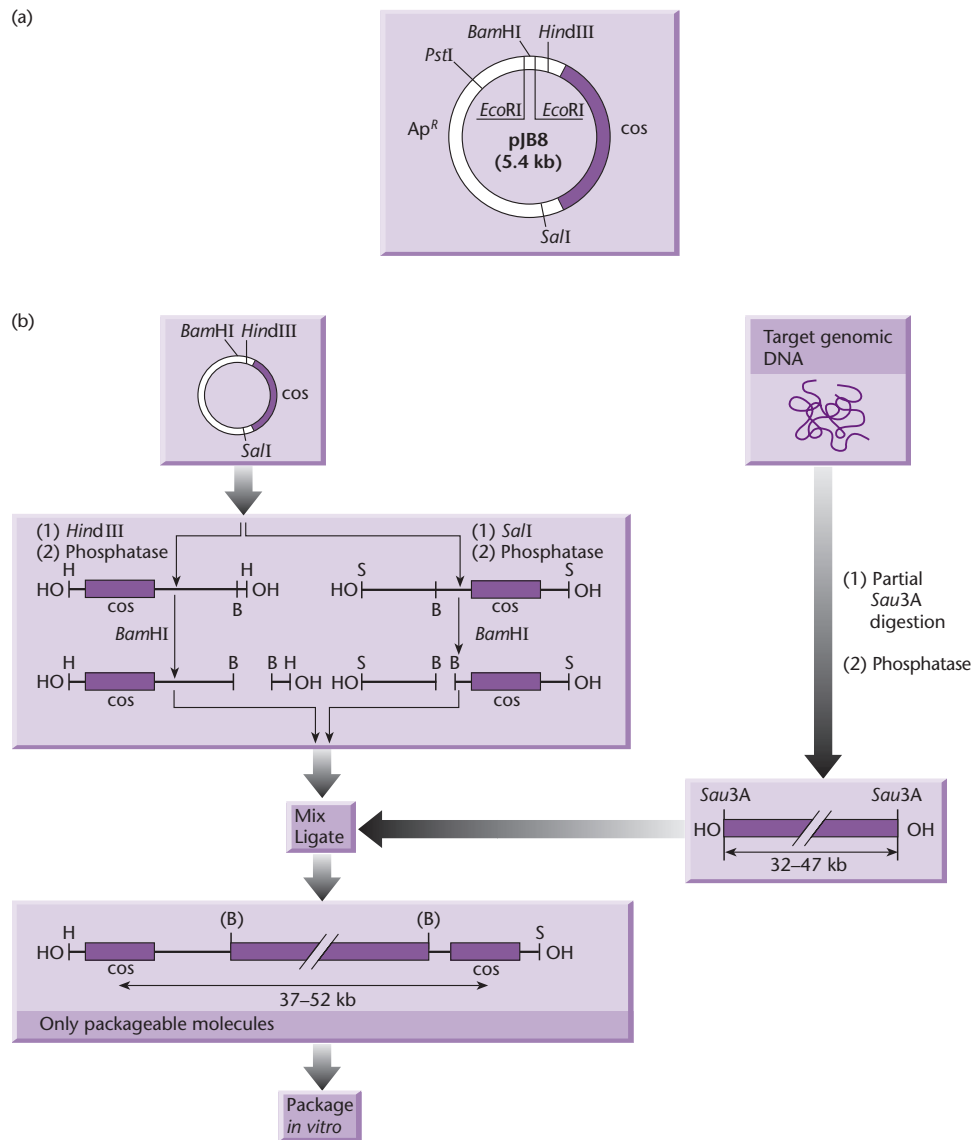 (a)
BamHI HindIII
PstI
EcoRI EcoRI
Ap^R
cos
pJB8
(5.4 kb)
SalI
(b)
BamHI HindIII
cos
SalI
Target genomic
DNA
(1) HindIII
(2) Phosphatase
H H
HO OH
cos B
BamHI
H B B H
HO OH
cos
(1) SalI
(2) Phosphatase
S S
HO OH
B cos
BamHI
S B B S
HO OH
cos
(1) Partial
Sau3A
digestion
(2) Phosphatase
Mix
Ligate
Sau3A Sau3A
HO OH
32–47 kb
H (B) (B) S
HO OH
cos cos
37–52 kb
Only packageable molecules
Package
in vitro